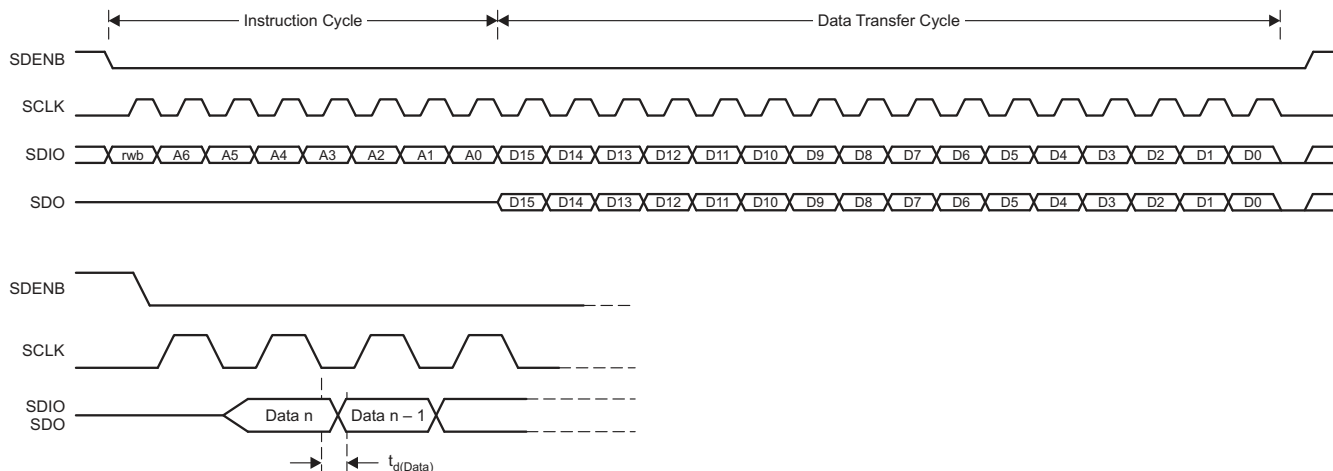 Instruction Cycle Data Transfer Cycle
SDENB
SCLK
SDIO rwb A6 A5 A4 A3 A2 A1 A0 D15 D14 D13 D12 D11 D10 D9 D8 D7 D6 D5 D4 D3 D2 D1 D0
SDO D15 D14 D13 D12 D11 D10 D9 D8 D7 D6 D5 D4 D3 D2 D1 D0
SDENB
SCLK
SDIO
SDO Data n Data n – 1
td(Data)